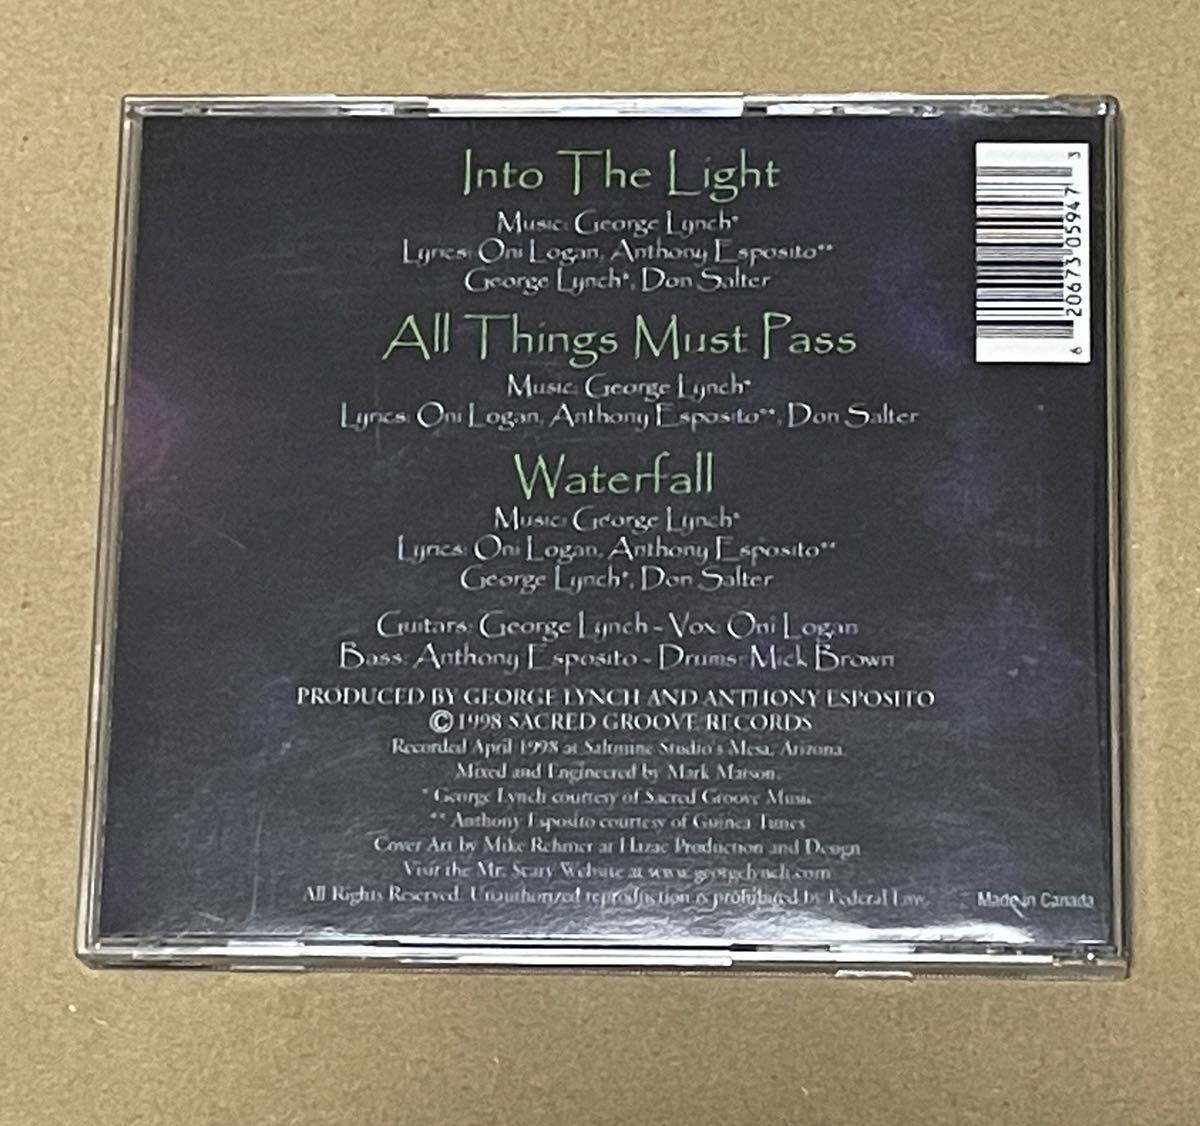 Into The Light
Music: George Lynch*
Lyrics: Oni Logan, Anthony Esposito**
George Lynch*, Don Salter
All Things Must Pass
Music: George Lynch*
Lyrics: Oni Logan, Anthony Esposito**, Don Salter
Waterfall
Music: George Lynch*
Lyrics: Oni Logan, Anthony Esposito**
George Lynch*, Don Salter
Guitars: George Lynch - Vox: Oni Logan
Bass: Anthony Esposito - Drums: Mick Brown
PRODUCED BY GEORGE LYNCH AND ANTHONY ESPOSITO
© 1998 SACRED GROOVE RECORDS
Recorded April 1998 at Saltmine Studio's Mesa, Arizona.
Mixed and Engineered by Mark Matson.
* George Lynch courtesy of Sacred Groove Music
** Anthony Esposito courtesy of Guinea Tunes
Cover Art by Mike Rehmer at Hazac Production and Design
Visit the Mr. Scary Website at www.georgelynch.com
All Rights Reserved. Unauthorized reproduction is prohibited by Federal Law.
Made in Canada
6 20673 05947 3